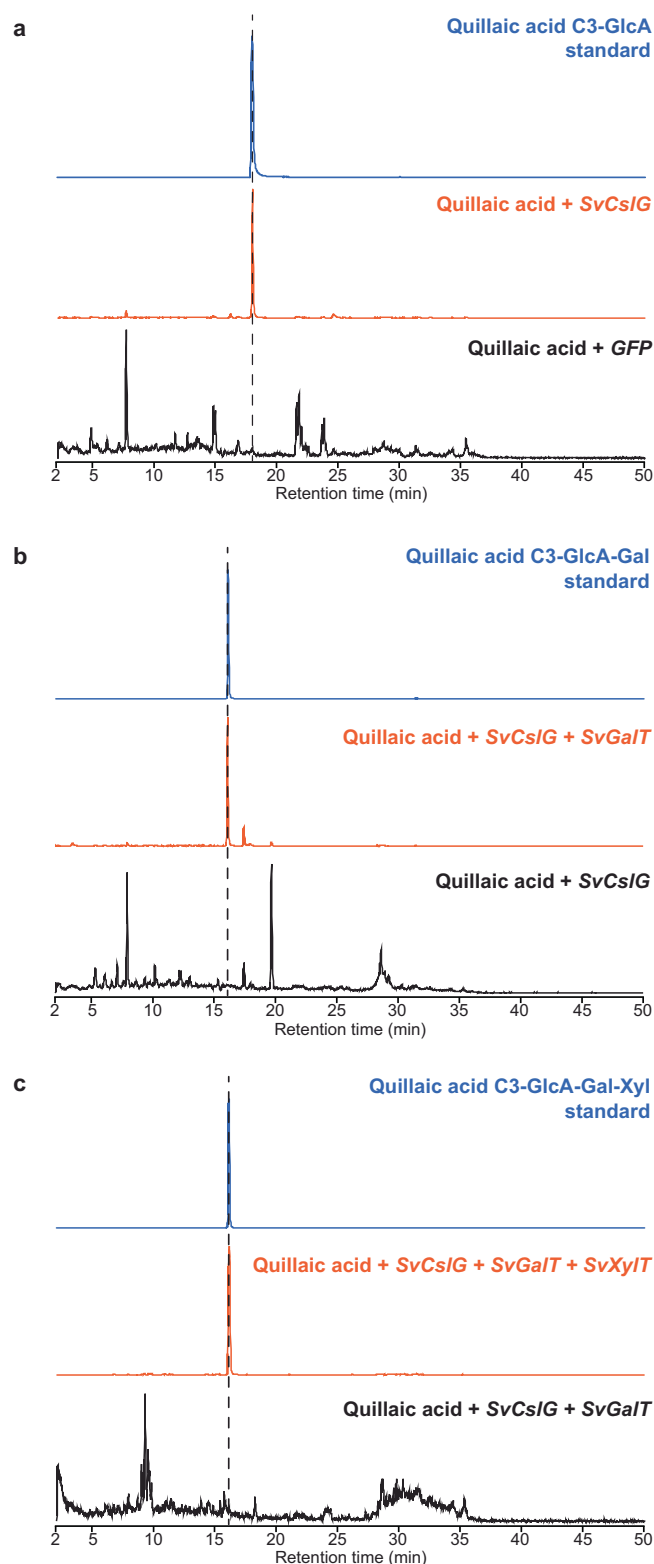 a
Quillaic acid C3-GlcA
standard
Quillaic acid + SvCslG
Quillaic acid + GFP
2 5 10 15 20 25 30 35 40 45 50
Retention time (min)
b
Quillaic acid C3-GlcA-Gal
standard
Quillaic acid + SvCslG + SvGalT
Quillaic acid + SvCslG
2 5 10 15 20 25 30 35 40 45 50
Retention time (min)
c
Quillaic acid C3-GlcA-Gal-Xyl
standard
Quillaic acid + SvCslG + SvGalT + SvXylT
Quillaic acid + SvCslG + SvGalT
2 5 10 15 20 25 30 35 40 45 50
Retention time (min)